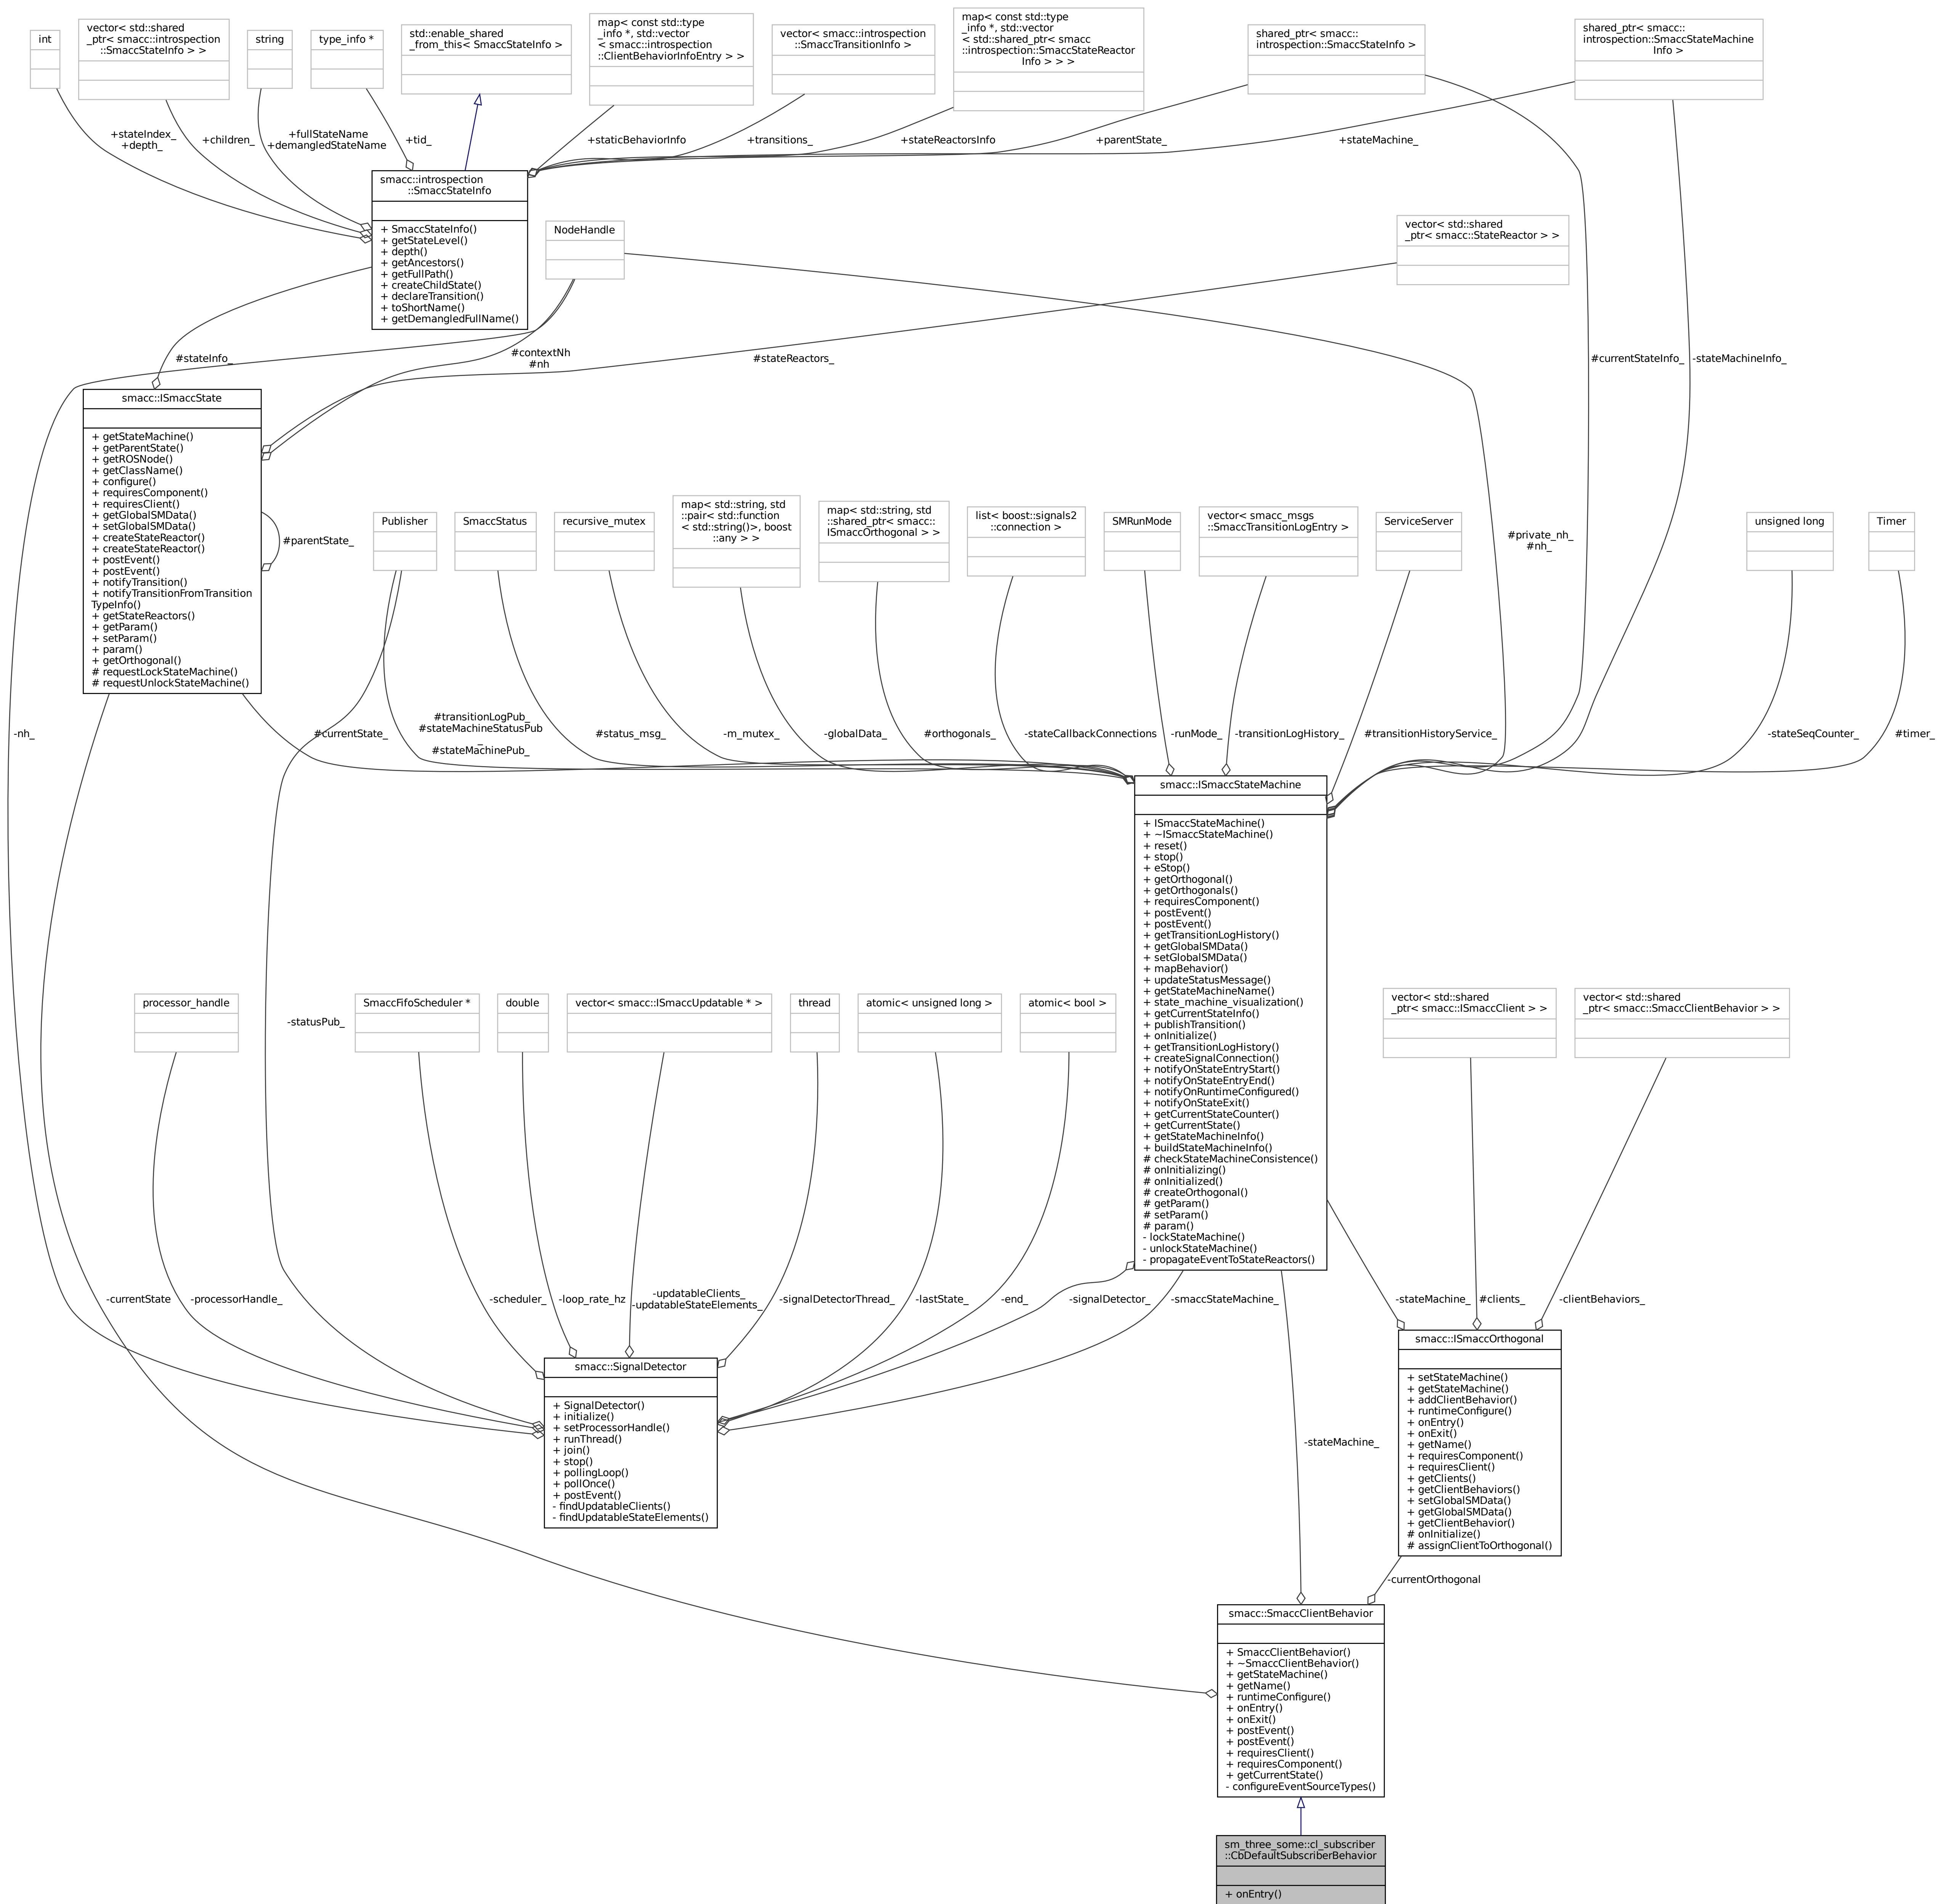 int
vector< std::shared
_ptr< smacc::introspection
::SmaccStateInfo > >
string
type_info *
std::enable_shared
_from_this< SmaccStateInfo >
map< const std::type
_info *, std::vector
< smacc::introspection
::ClientBehaviorInfoEntry > >
vector< smacc::introspection
::SmaccTransitionInfo >
map< const std::type
_info *, std::vector
< std::shared_ptr< smacc
::introspection::SmaccStateReactor
Info > > >
shared_ptr< smacc::
introspection::SmaccStateInfo >
shared_ptr< smacc::
introspection::SmaccStateMachine
Info >
+stateIndex_
+depth_
+children_
+fullStateName
+demangledStateName
+tid_
+staticBehaviorInfo
+transitions_
+stateReactorsInfo
+parentState_
+stateMachine_
smacc::introspection
::SmaccStateInfo
+ SmaccStateInfo()
+ getStateLevel()
+ depth()
+ getAncestors()
+ getFullPath()
+ createChildState()
+ declareTransition()
+ toShortName()
+ getDemangledFullName()
NodeHandle
vector< std::shared
_ptr< smacc::StateReactor > >
#stateInfo_
#contextNh
#nh
#stateReactors_
#currentStateInfo_
-stateMachineInfo_
smacc::ISmaccState
+ getStateMachine()
+ getParentState()
+ getROSNode()
+ getClassName()
+ configure()
+ requiresComponent()
+ requiresClient()
+ getGlobalSMData()
+ setGlobalSMData()
+ createStateReactor()
+ createStateReactor()
+ postEvent()
+ postEvent()
+ notifyTransition()
+ notifyTransitionFromTransition
TypeInfo()
+ getStateReactors()
+ getParam()
+ setParam()
+ param()
+ getOrthogonal()
# requestLockStateMachine()
# requestUnlockStateMachine()
#parentState_
Publisher
SmaccStatus
recursive_mutex
map< std::string, std
::pair< std::function
< std::string()>, boost
::any > >
map< std::string, std
::shared_ptr< smacc::
ISmaccOrthogonal > >
list< boost::signals2
::connection >
SMRunMode
vector< smacc_msgs
::SmaccTransitionLogEntry >
ServiceServer
#private_nh_
#nh_
unsigned long
Timer
-nh_
#currentState_
#transitionLogPub_
#stateMachineStatusPub
_
#stateMachinePub_
#status_msg_
-m_mutex_
-globalData_
#orthogonals_
-stateCallbackConnections
-runMode_
-transitionLogHistory_
#transitionHistoryService_
-stateSeqCounter_
#timer_
smacc::ISmaccStateMachine
+ ISmaccStateMachine()
+ ~ISmaccStateMachine()
+ reset()
+ stop()
+ eStop()
+ getOrthogonal()
+ getOrthogonals()
+ requiresComponent()
+ postEvent()
+ postEvent()
+ getTransitionLogHistory()
+ getGlobalSMData()
+ setGlobalSMData()
+ mapBehavior()
+ updateStatusMessage()
+ getStateMachineName()
+ state_machine_visualization()
+ getCurrentStateInfo()
+ publishTransition()
+ onInitialize()
+ getTransitionLogHistory()
+ createSignalConnection()
+ notifyOnStateEntryStart()
+ notifyOnStateEntryEnd()
+ notifyOnRuntimeConfigured()
+ notifyOnStateExit()
+ getCurrentStateCounter()
+ getCurrentState()
+ getStateMachineInfo()
+ buildStateMachineInfo()
# checkStateMachineConsistence()
# onInitializing()
# onInitialized()
# createOrthogonal()
# getParam()
# setParam()
# param()
- lockStateMachine()
- unlockStateMachine()
- propagateEventToStateReactors()
processor_handle
-statusPub_
SmaccFifoScheduler *
double
vector< smacc::ISmaccUpdatable * >
thread
atomic< unsigned long >
atomic< bool >
vector< std::shared
_ptr< smacc::ISmaccClient > >
vector< std::shared
_ptr< smacc::SmaccClientBehavior > >
-currentState
-processorHandle_
-scheduler_
-loop_rate_hz
-updatableClients_
-updatableStateElements_
-signalDetectorThread_
-lastState_
-end_
-signalDetector_
-smaccStateMachine_
-stateMachine_
#clients_
-clientBehaviors_
smacc::SignalDetector
+ SignalDetector()
+ initialize()
+ setProcessorHandle()
+ runThread()
+ join()
+ stop()
+ pollingLoop()
+ pollOnce()
+ postEvent()
- findUpdatableClients()
- findUpdatableStateElements()
-stateMachine_
smacc::ISmaccOrthogonal
+ setStateMachine()
+ getStateMachine()
+ addClientBehavior()
+ runtimeConfigure()
+ onEntry()
+ onExit()
+ getName()
+ requiresComponent()
+ requiresClient()
+ getClients()
+ getClientBehaviors()
+ setGlobalSMData()
+ getGlobalSMData()
+ getClientBehavior()
# onInitialize()
# assignClientToOrthogonal()
-currentOrthogonal
smacc::SmaccClientBehavior
+ SmaccClientBehavior()
+ ~SmaccClientBehavior()
+ getStateMachine()
+ getName()
+ runtimeConfigure()
+ onEntry()
+ onExit()
+ postEvent()
+ postEvent()
+ requiresClient()
+ requiresComponent()
+ getCurrentState()
- configureEventSourceTypes()
sm_three_some::cl_subscriber
::CbDefaultSubscriberBehavior
+ onEntry()